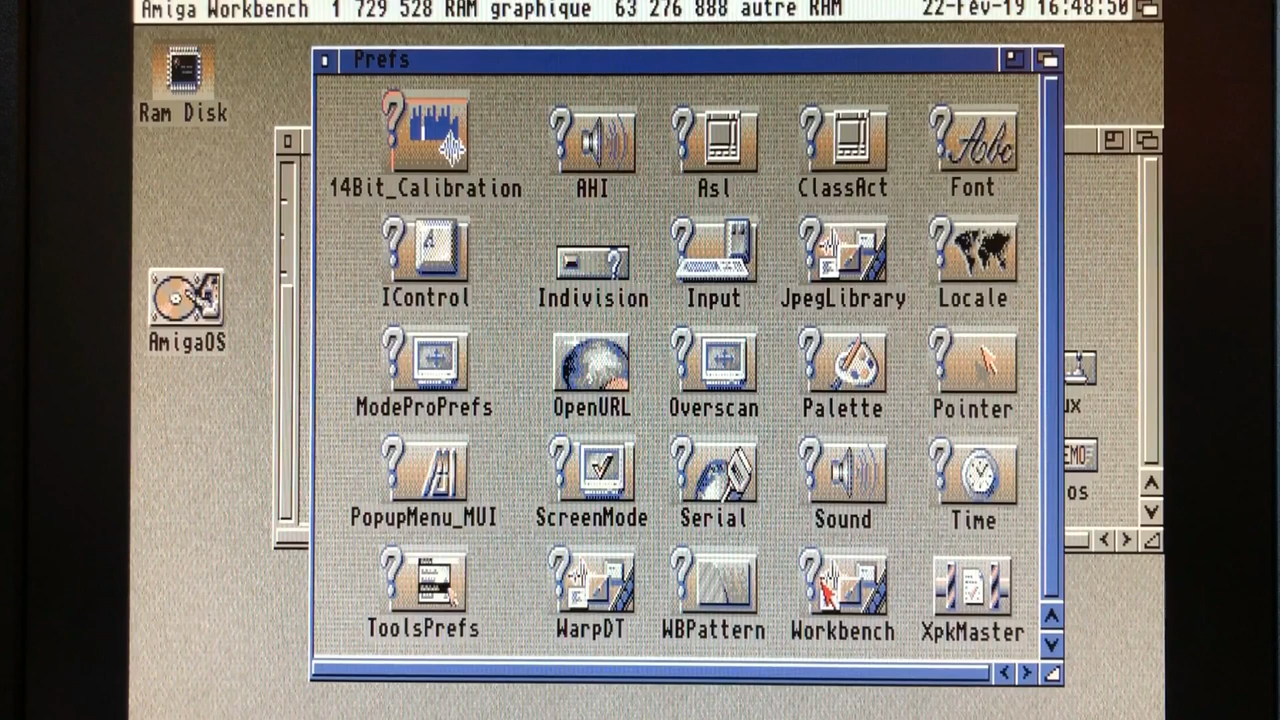 Amiga Workbench 1 729 528 RAM graphique 63 276 888 autre RAM 22-Fév-19 16:48:50
Prefs
Ram Disk
14Bit_Calibration AHI Asl ClassAct Font
IControl Indivision Input JpegLibrary Locale
AmigaOS
ModeProPrefs OpenURL Overscan Palette Pointer
PopupMenu_MUI ScreenMode Serial Sound Time
ToolsPrefs WarpDT WBPattern Workbench XpkMaster